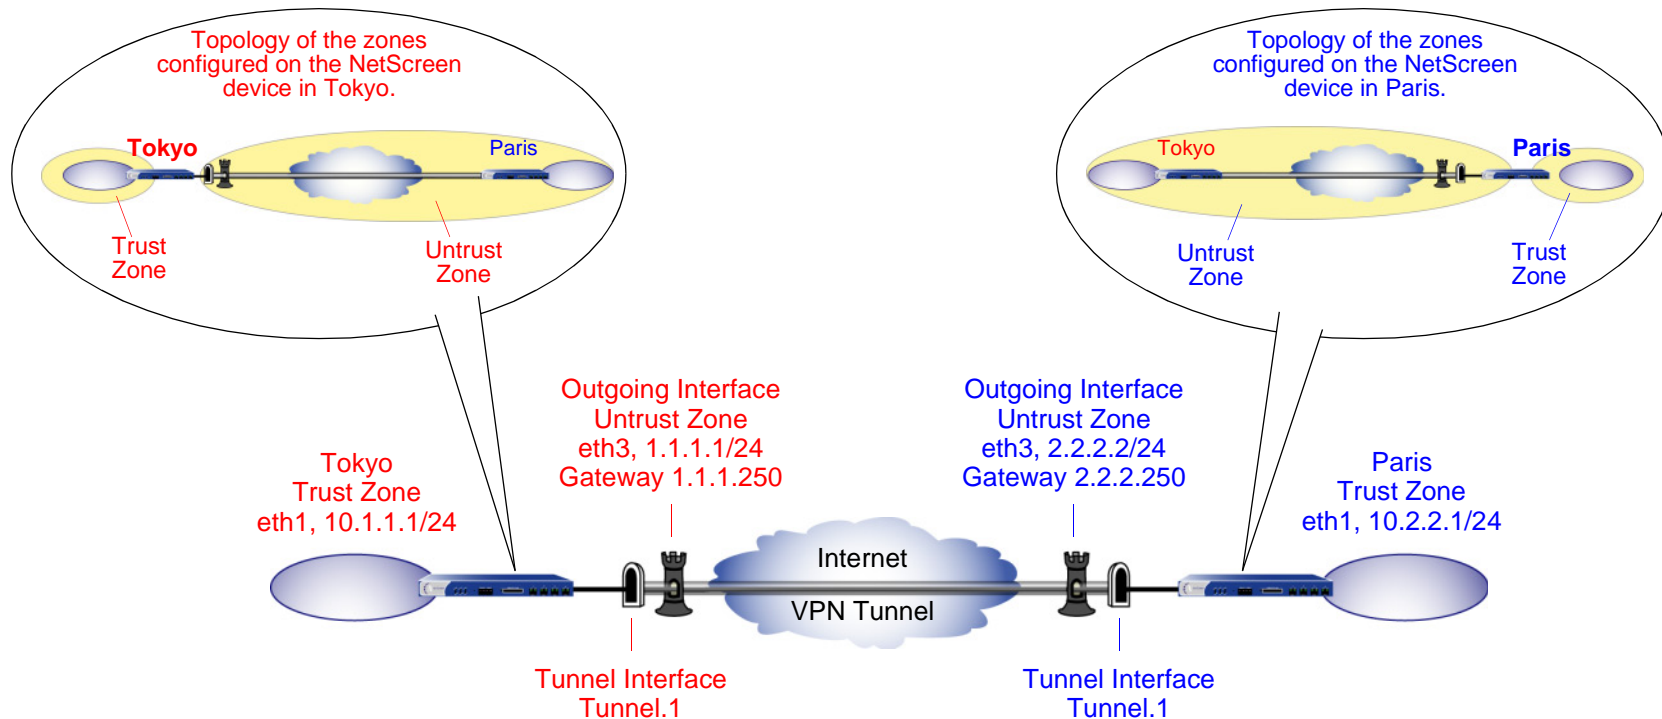 Topology of the zones
configured on the NetScreen
device in Tokyo.
Tokyo
Paris
Trust
Zone
Untrust
Zone
Topology of the zones
configured on the NetScreen
device in Paris.
Tokyo
Paris
Untrust
Zone
Trust
Zone
Outgoing Interface
Untrust Zone
eth3, 1.1.1.1/24
Gateway 1.1.1.250
Outgoing Interface
Untrust Zone
eth3, 2.2.2.2/24
Gateway 2.2.2.250
Tokyo
Trust Zone
eth1, 10.1.1.1/24
Paris
Trust Zone
eth1, 10.2.2.1/24
Internet
VPN Tunnel
Tunnel Interface
Tunnel.1
Tunnel Interface
Tunnel.1